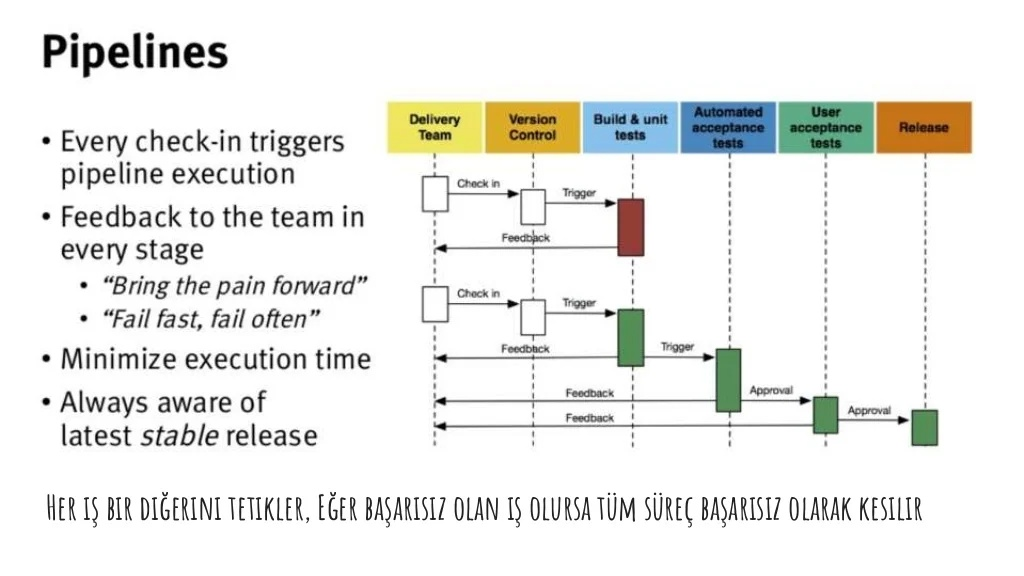 Pipelines
• Every check-in triggers
pipeline execution
• Feedback to the team in
every stage
• “Bring the pain forward”
• “Fail fast, fail often”
• Minimize execution time
• Always aware of
latest stable release
Delivery
Team
Version
Control
Build & unit
tests
Automated
acceptance
tests
User
acceptance
tests
Release
Check in
Trigger
Feedback
Check in
Trigger
Feedback
Trigger
Feedback
Approval
Feedback
Approval
Her iş bir diğerini tetikler, Eğer başarisiz olan iş olursa tüm süreç başarisiz olarak kesilir